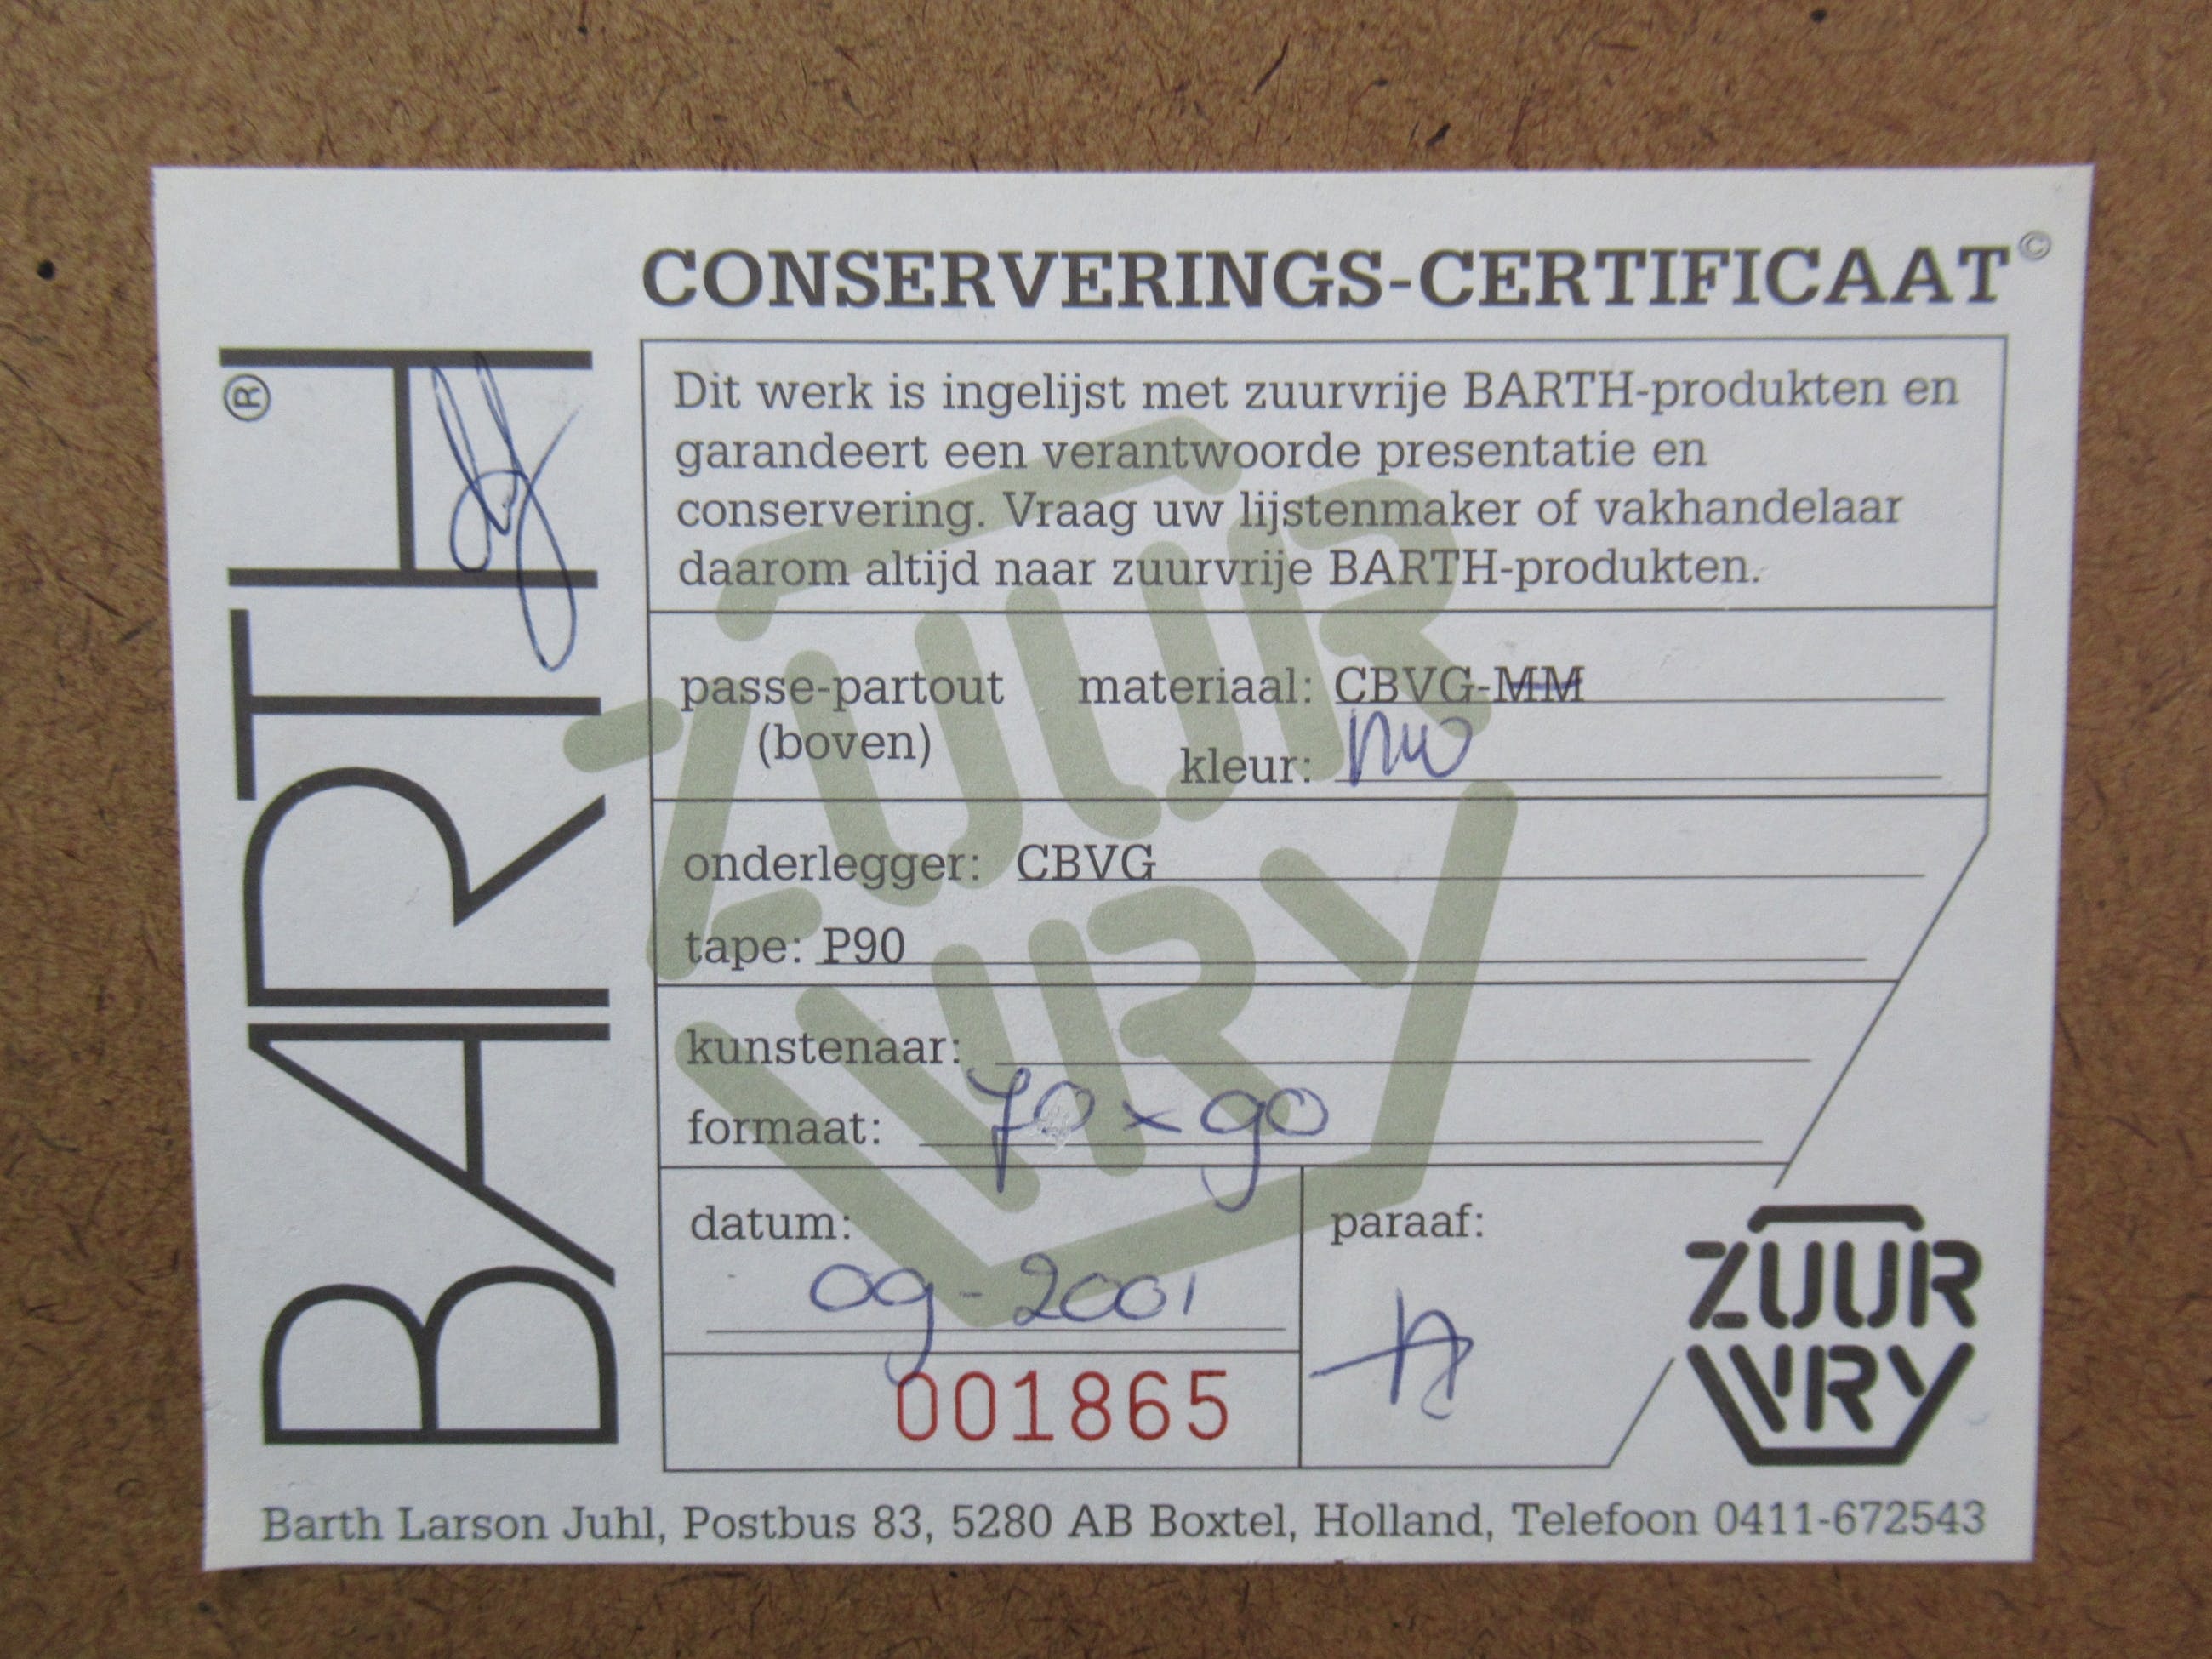 BARTH®
CONSERVERINGS-CERTIFICAAT©
Dit werk is ingelijst met zuurvrije BARTH-produkten en
garandeert een verantwoorde presentatie en
conservering. Vraag uw lijstenmaker of vakhandelaar
daarom altijd naar zuurvrije BARTH-produkten.
passe-partout materiaal: CBVG-MM
(boven) kleur:
onderlegger: CBVG
tape: P90
kunstenaar:
formaat: 70 x 90
datum: paraaf:
09-2001
001865
ZUUR
VRY
Barth Larson Juhl, Postbus 83, 5280 AB Boxtel, Holland, Telefoon 0411-672543